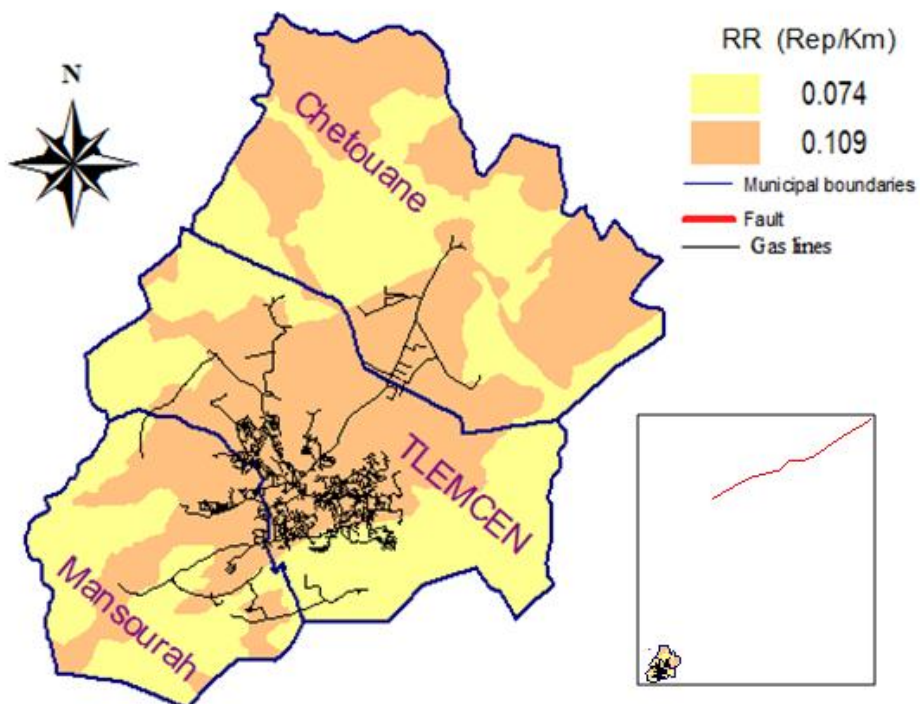 N
Chetouane
TLEMCEN
Mansourah
RR (Rep/Km)
0.074
0.109
Municipal boundaries
Fault
Gas lines